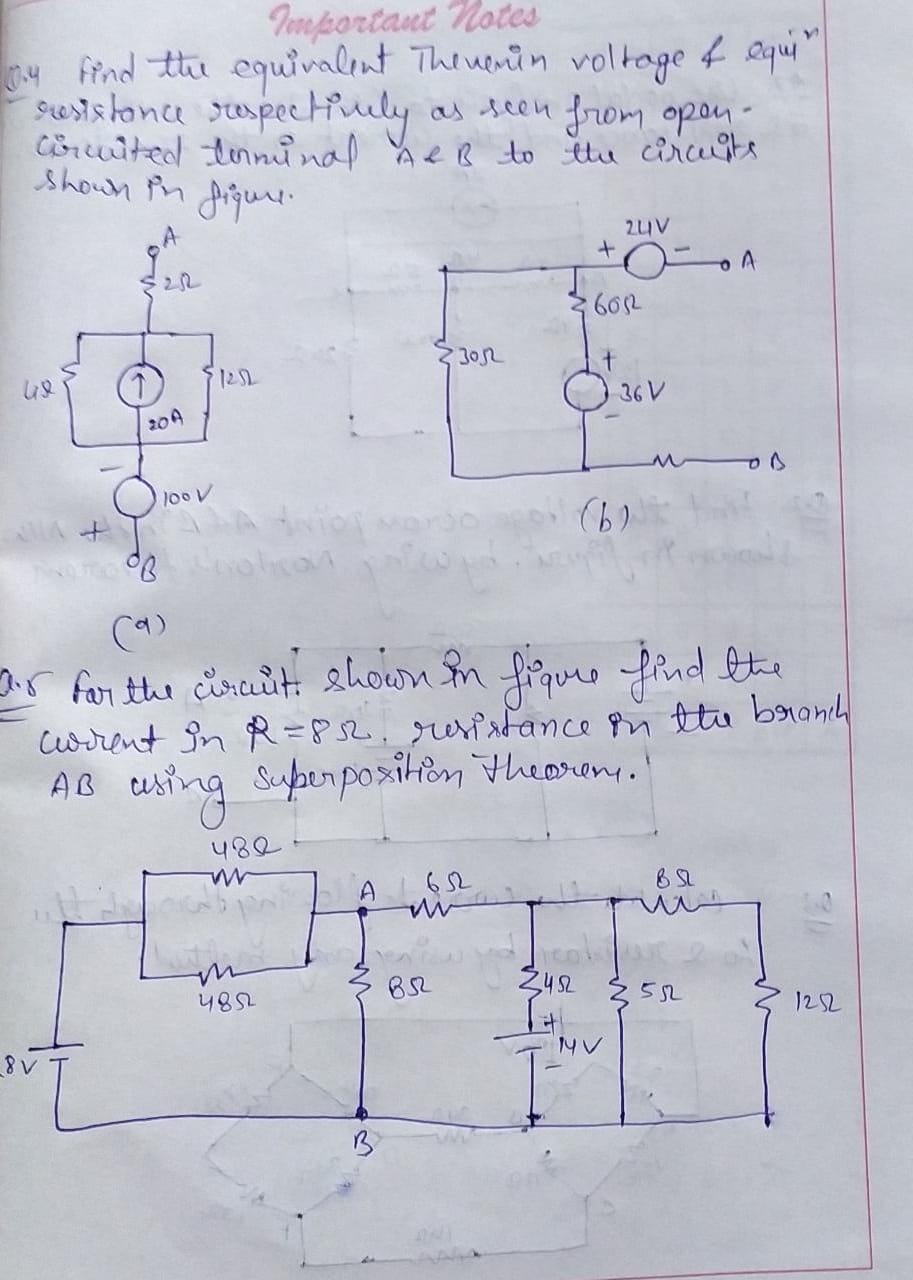 Important Notes
Q.4 Find the equivalent Thevenin voltage & equiⁿ
resistance respectively as seen from open-
circuited terminal A & B to the circuits
shown in figure.
A
2Ω
4Ω
20A
12Ω
-
100V
+
B
(a)
24V
+ -
A
60Ω
30Ω
+
36V
-
B
(b)
Q.5 For the circuit shown in figure find the
current in R=8Ω. resistance in the branch
AB using superposition theorem.
48Ω
48Ω
A
6Ω
8Ω
8Ω
4Ω
5Ω
12Ω
8V
+
14V
-
B